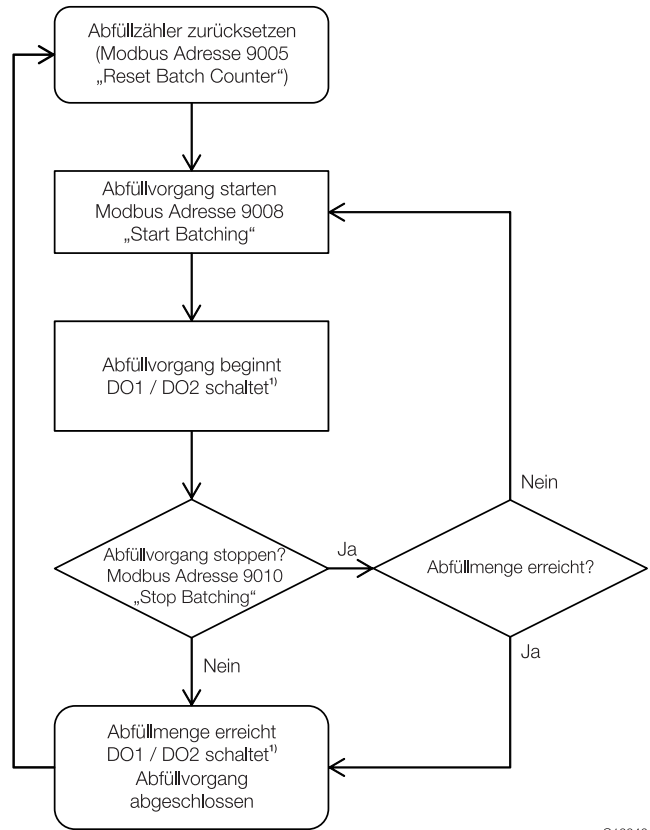 Abfüllzähler zurücksetzen
(Modbus Adresse 9005
„Reset Batch Counter“)
Abfüllvorgang starten
Modbus Adresse 9008
„Start Batching“
Abfüllvorgang beginnt
DO1 / DO2 schaltet¹⁾
Nein
Abfüllvorgang stoppen?
Modbus Adresse 9010
„Stop Batching“
Ja
Abfüllmenge erreicht?
Nein
Ja
Abfüllmenge erreicht
DO1 / DO2 schaltet¹⁾
Abfüllvorgang
abgeschlossen